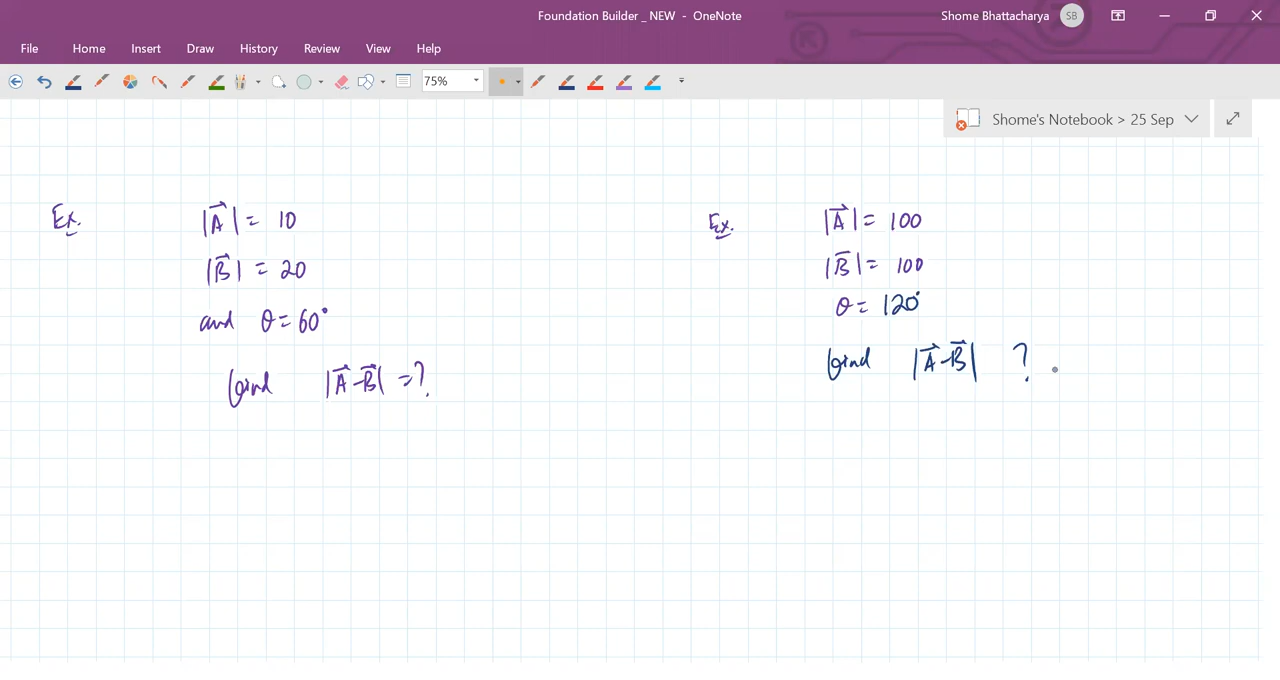 Foundation Builder _ NEW - OneNote
Shome Bhattacharya SB
File Home Insert Draw History Review View Help
75%
Shome's Notebook > 25 Sep
Ex.
|A⃗| = 10
|B⃗| = 20
and θ = 60°
find |A⃗-B⃗| = ?
Ex.
|A⃗| = 100
|B̅| = 100
θ = 120°
find |A⃗-B⃗| ?